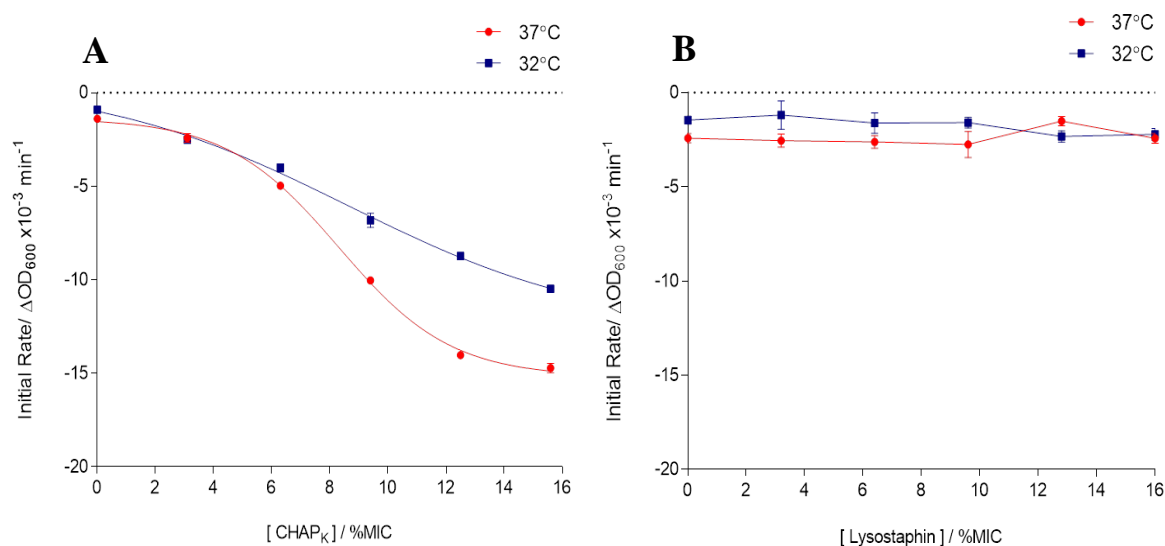 A
37°C
32°C
0
-5
-10
-15
-20
Initial Rate/ ΔOD600 x10-3 min-1
0 2 4 6 8 10 12 14 16
[ CHAPK ] / %MIC
B
37°C
32°C
0
-5
-10
-15
-20
Initial Rate/ ΔOD600 x10-3 min-1
0 2 4 6 8 10 12 14 16
[ Lysostaphin ] / %MIC